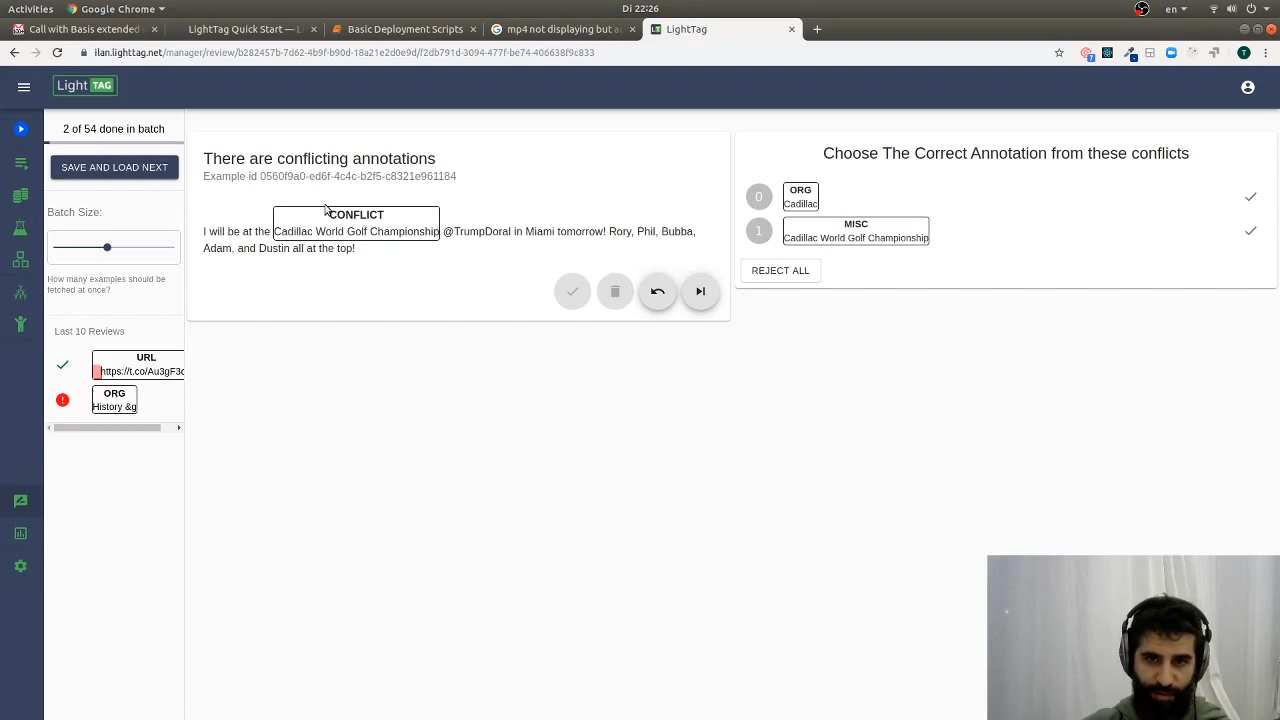 Activities
Google Chrome
Di 22:26
en
Call with Basis extended
LightTag Quick Start — Li
Basic Deployment Scripts
mp4 not displaying but a
LightTag
ilan.lighttag.net/manager/review/b282457b-7d62-4b9f-b90d-18a21e2d0e9d/2db791d-3094-477f-be74-406638f9c833
7
T
Light TAG
2 of 54 done in batch
SAVE AND LOAD NEXT
Batch Size:
How many examples should be
fetched at once?
Last 10 Reviews
URL
https://t.co/Au3gF3c
ORG
History &g
There are conflicting annotations
Example id 0560f9a0-ed6f-4c4c-b2f5-c8321e961184
CONFLICT
I will be at the Cadillac World Golf Championship @TrumpDoral in Miami tomorrow! Rory, Phil, Bubba,
Adam, and Dustin all at the top!
Choose The Correct Annotation from these conflicts
0
ORG
Cadillac
1
MISC
Cadillac World Golf Championship
REJECT ALL